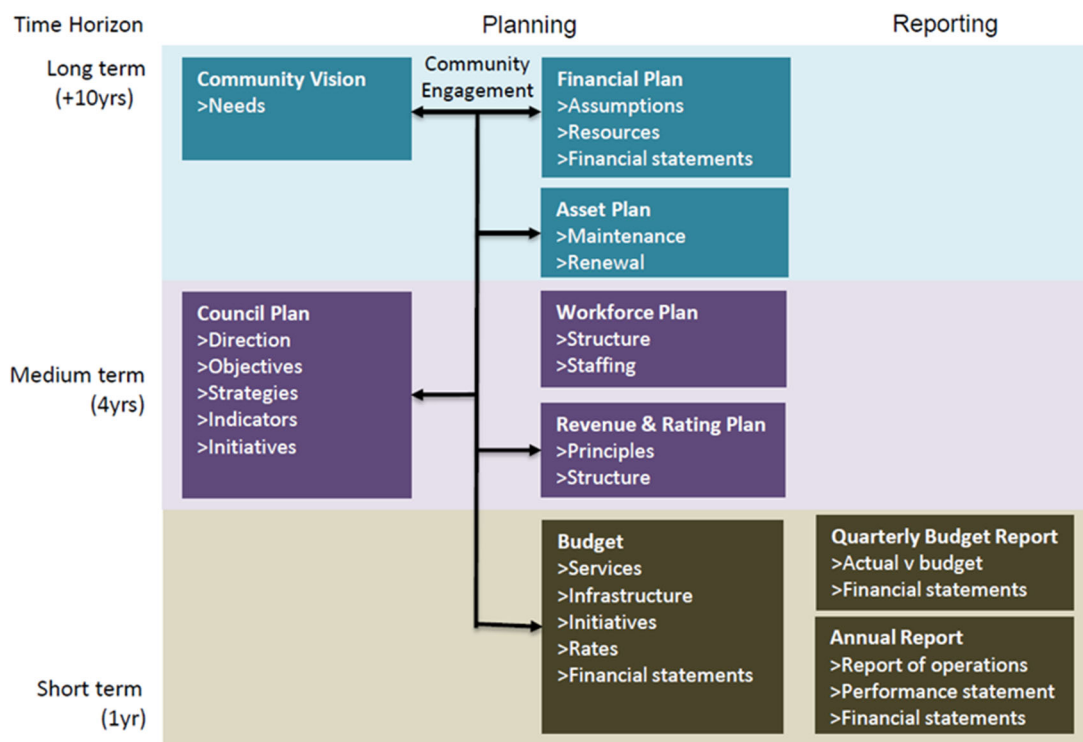 Time Horizon
Planning
Reporting
Long term
(+10yrs)
Community Vision
>Needs
Community
Engagement
Financial Plan
>Assumptions
>Resources
>Financial statements
Asset Plan
>Maintenance
>Renewal
Medium term
(4yrs)
Council Plan
>Direction
>Objectives
>Strategies
>Indicators
>Initiatives
Workforce Plan
>Structure
>Staffing
Revenue & Rating Plan
>Principles
>Structure
Short term
(1yr)
Budget
>Services
>Infrastructure
>Initiatives
>Rates
>Financial statements
Quarterly Budget Report
>Actual v budget
>Financial statements
Annual Report
>Report of operations
>Performance statement
>Financial statements